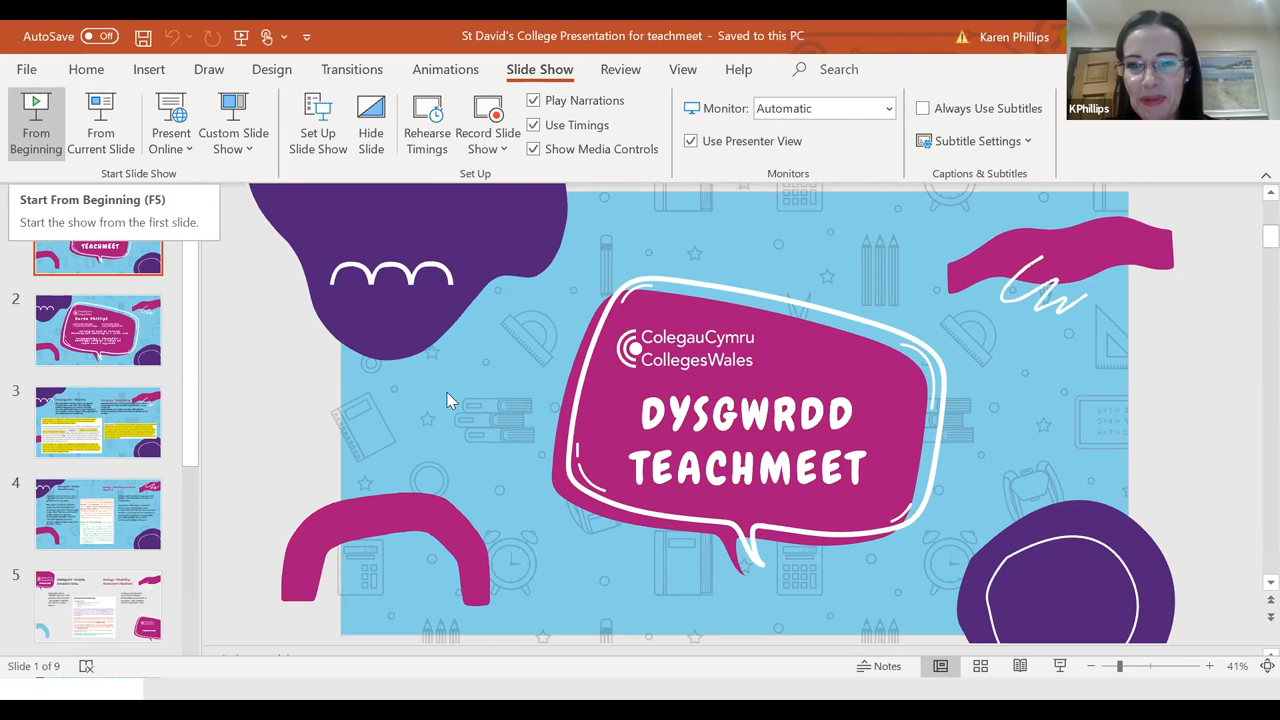 AutoSave Off
St David's College Presentation for teachmeet - Saved to this PC
Karen Phillips
KPhillips
File Home Insert Draw Design Transitions Animations Slide Show Review View Help Search
From Beginning
From Current Slide
Present Online
Custom Slide Show
Set Up Slide Show
Hide Slide
Rehearse Timings
Record Slide Show
Play Narrations
Use Timings
Show Media Controls
Monitor: Automatic
Use Presenter View
Always Use Subtitles
Subtitle Settings
Start Slide Show
Set Up
Monitors
Captions & Subtitles
Start From Beginning (F5)
Start the show from the first slide.
TEACHMEET
2
Karen Phillips
3
4
5
ColegauCymru
CollegesWales
DYSGWRDD
TEACHMEET
Slide 1 of 9
Notes
41%